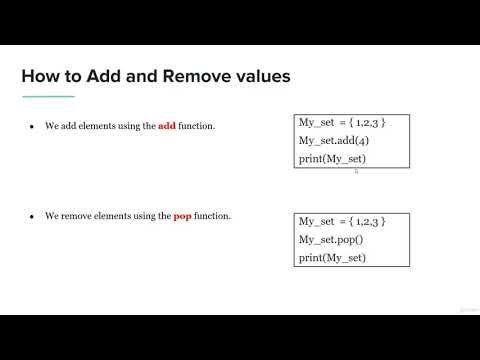 How to Add and Remove values
● We add elements using the add function.
My_set = { 1,2,3 }
My_set.add(4)
print(My_set)
● We remove elements using the pop function.
My_set = { 1,2,3 }
My_set.pop()
print(My_set)